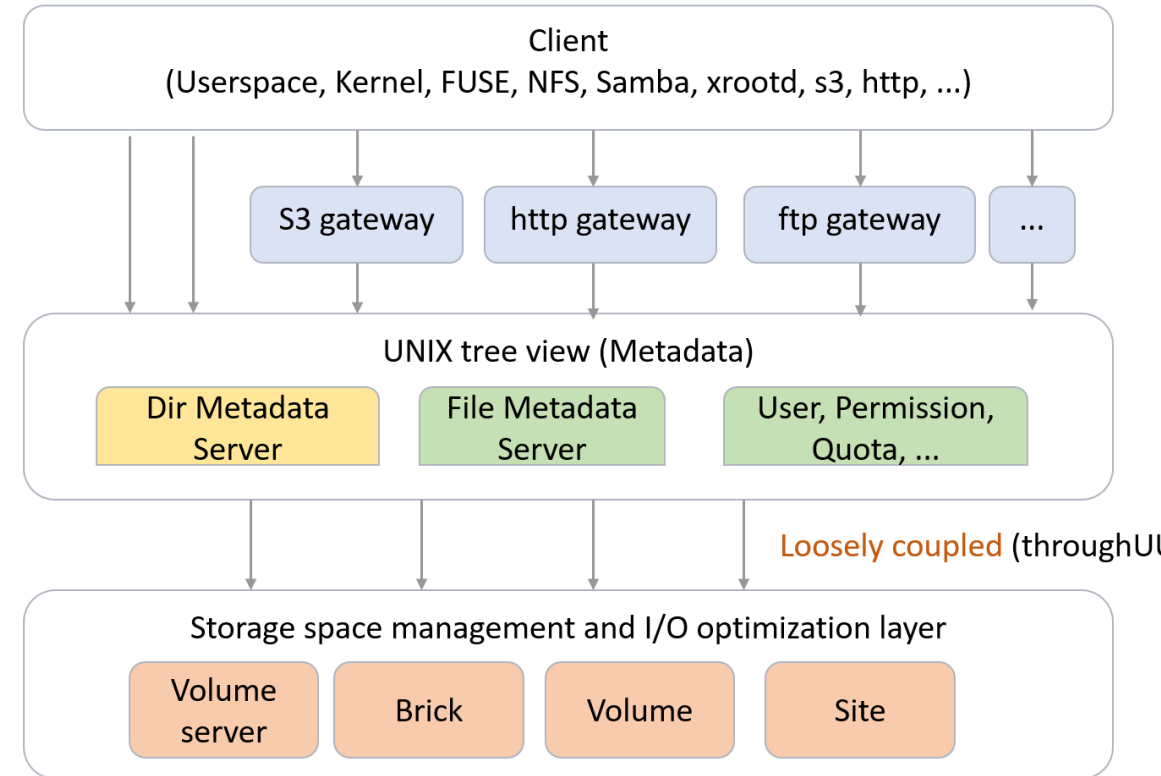 Client
(Userspace, Kernel, FUSE, NFS, Samba, xrootd, s3, http, ...)
S3 gateway
http gateway
ftp gateway
...
UNIX tree view (Metadata)
Dir Metadata
Server
File Metadata
Server
User, Permission,
Quota, ...
Loosely coupled (through
Storage space management and I/O optimization layer
Volume
server
Brick
Volume
Site